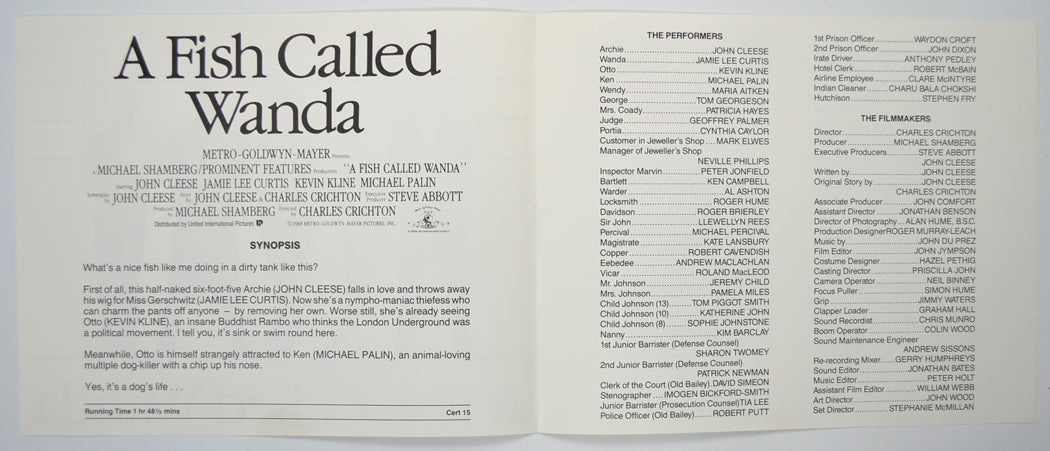 A Fish Called
Wanda
METRO-GOLDWYN-MAYER Presents
A MICHAEL SHAMBERG/PROMINENT FEATURES Production "A FISH CALLED WANDA"
Starring JOHN CLEESE JAMIE LEE CURTIS KEVIN KLINE MICHAEL PALIN
Screenplay by JOHN CLEESE Story by JOHN CLEESE & CHARLES CRICHTON Executive Producer STEVE ABBOTT
Produced by MICHAEL SHAMBERG Directed by CHARLES CRICHTON
Distributed by United International Pictures © 1988 METRO-GOLDWYN-MAYER PICTURES, INC.
SYNOPSIS
What's a nice fish like me doing in a dirty tank like this?
First of all, this half-naked six-foot-five Archie (JOHN CLEESE) falls in love and throws away
his wig for Miss Gerschwitz (JAMIE LEE CURTIS). Now she's a nympho-maniac thiefess who
can charm the pants off anyone – by removing her own. Worse still, she's already seeing
Otto (KEVIN KLINE), an insane Buddhist Rambo who thinks the London Underground was
a political movement. I tell you, it's sink or swim round here.
Meanwhile, Otto is himself strangely attracted to Ken (MICHAEL PALIN), an animal-loving
multiple dog-killer with a chip up his nose.
Yes, it's a dog's life . . .
Running Time 1 hr 46½ mins Cert 15
THE PERFORMERS
Archie..........JOHN CLEESE
Wanda..........JAMIE LEE CURTIS
Otto..........KEVIN KLINE
Ken..........MICHAEL PALIN
Wendy..........MARIA AITKEN
George..........TOM GEORGESON
Mrs. Coady..........PATRICIA HAYES
Judge..........GEOFFREY PALMER
Portia..........CYNTHIA CAYLOR
Customer in Jeweller's Shop....MARK ELWES
Manager of Jeweller's Shop
NEVILLE PHILLIPS
Inspector Marvin..........PETER JONFIELD
Bartlett..........KEN CAMPBELL
Warder..........AL ASHTON
Locksmith..........ROGER HUME
Davidson..........ROGER BRIERLEY
Sir John..........LLEWELLYN REES
Percival..........MICHAEL PERCIVAL
Magistrate..........KATE LANSBURY
Copper..........ROBERT CAVENDISH
Eebedee..........ANDREW MACLACHLAN
Vicar..........ROLAND MacLEOD
Mr. Johnson..........JEREMY CHILD
Mrs. Johnson..........PAMELA MILES
Child Johnson (13)..........TOM PIGGOT SMITH
Child Johnson (10)..........KATHERINE JOHN
Child Johnson (8)..........SOPHIE JOHNSTONE
Nanny..........KIM BARCLAY
1st Junior Barrister (Defense Counsel)
SHARON TWOMEY
2nd Junior Barrister (Defense Counsel)
PATRICK NEWMAN
Clerk of the Court (Old Bailey).DAVID SIMEON
Stenographer....IMOGEN BICKFORD-SMITH
Junior Barrister (Prosecution Counsel)TIA LEE
Police Officer (Old Bailey).......ROBERT PUTT
1st Prison Officer..........WAYDON CROFT
2nd Prison Officer..........JOHN DIXON
Irate Driver..........ANTHONY PEDLEY
Hotel Clerk..........ROBERT McBAIN
Airline Employee..........CLARE McINTYRE
Indian Cleaner..........CHARU BALA CHOKSHI
Hutchison..........STEPHEN FRY
THE FILMMAKERS
Director..........CHARLES CRICHTON
Producer..........MICHAEL SHAMBERG
Executive Producers..........STEVE ABBOTT
JOHN CLEESE
Written by..........JOHN CLEESE
Original Story by..........JOHN CLEESE
CHARLES CRICHTON
Associate Producer..........JOHN COMFORT
Assistant Director..........JONATHAN BENSON
Director of Photography....ALAN HUME, B.S.C.
Production DesignerROGER MURRAY-LEACH
Music by..........JOHN DU PREZ
Film Editor..........JOHN JYMPSON
Costume Designer..........HAZEL PETHIG
Casting Director..........PRISCILLA JOHN
Camera Operator..........NEIL BINNEY
Focus Puller..........SIMON HUME
Grip..........JIMMY WATERS
Clapper Loader..........GRAHAM HALL
Sound Recordist..........CHRIS MUNRO
Boom Operator..........COLIN WOOD
Sound Maintenance Engineer
ANDREW SISSONS
Re-recording Mixer......GERRY HUMPHREYS
Sound Editor..........JONATHAN BATES
Music Editor..........PETER HOLT
Assistant Film Editor..........WILLIAM WEBB
Art Director..........JOHN WOOD
Set Director..........STEPHANIE McMILLAN